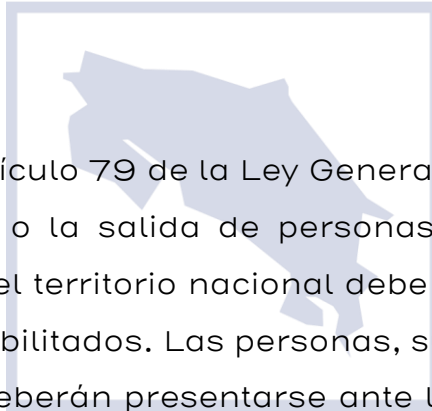 ículo 79 de la Ley Genera
o la salida de personas
el territorio nacional debe
bilitados. Las personas, s
eberán presentarse ante l